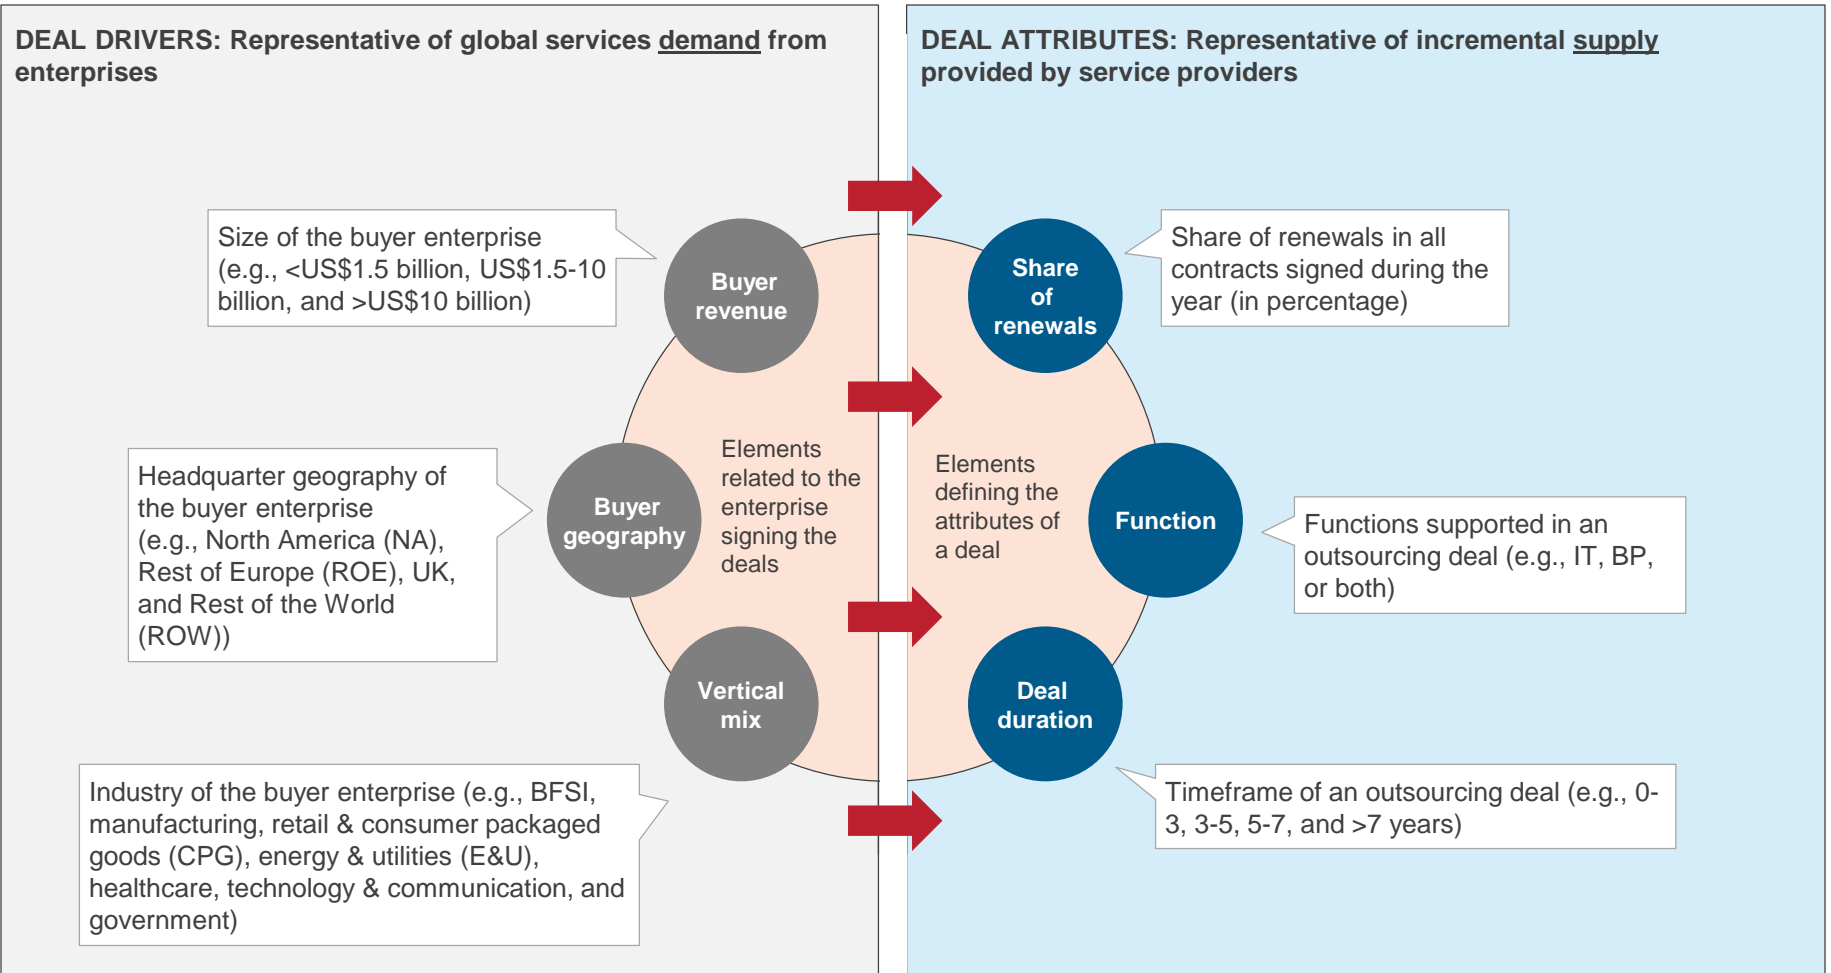 DEAL DRIVERS: Representative of global services demand from
enterprises
Size of the buyer enterprise
(e.g., <US$1.5 billion, US$1.5-10
billion, and >US$10 billion)
Buyer
revenue
Headquarter geography of
the buyer enterprise
(e.g., North America (NA),
Rest of Europe (ROE), UK,
and Rest of the World
(ROW))
Buyer
geography
Elements
related to the
enterprise
signing the
deals
Vertical
mix
Industry of the buyer enterprise (e.g., BFSI,
manufacturing, retail & consumer packaged
goods (CPG), energy & utilities (E&U),
healthcare, technology & communication, and
government)
DEAL ATTRIBUTES: Representative of incremental supply
provided by service providers
Share
of
renewals
Share of renewals in all
contracts signed during the
year (in percentage)
Elements
defining the
attributes of
a deal
Function
Functions supported in an
outsourcing deal (e.g., IT, BP,
or both)
Deal
duration
Timeframe of an outsourcing deal (e.g., 0-
3, 3-5, 5-7, and >7 years)